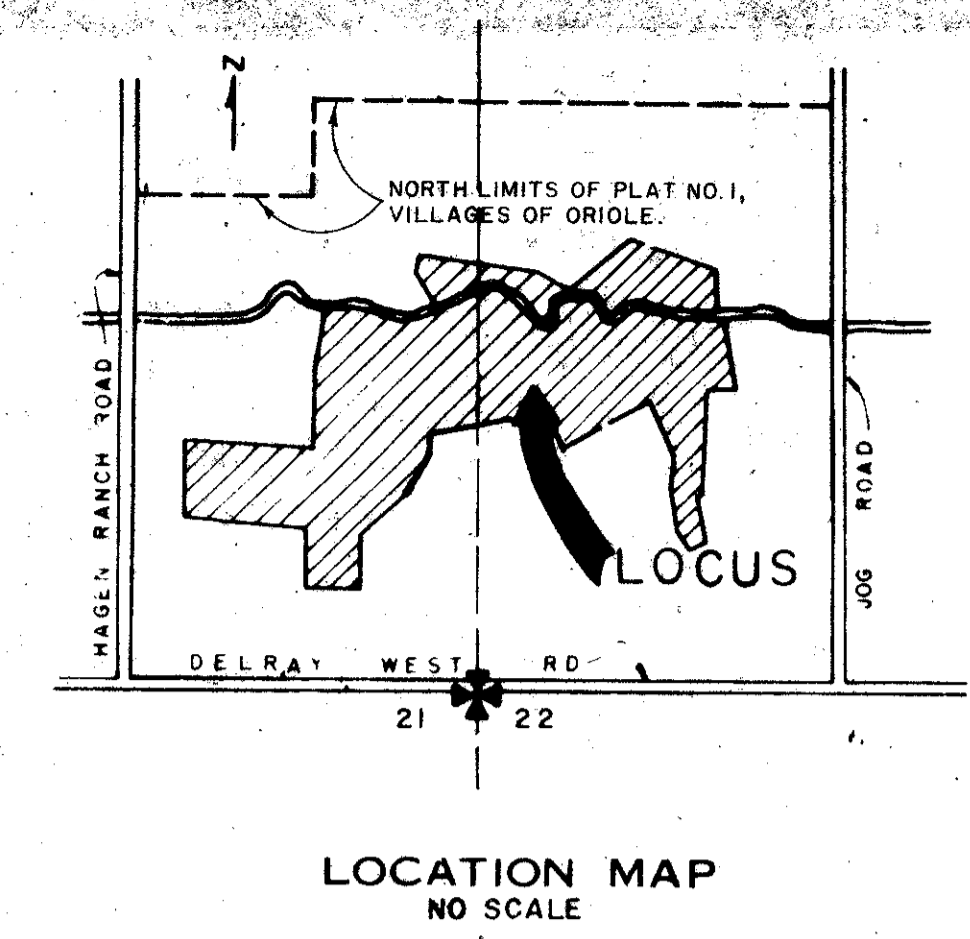 N
NORTH LIMITS OF PLAT NO. 1,
VILLAGES OF ORIOLE.
HAGEN RANCH ROAD
JOG ROAD
LOCUS
DELRAY WEST RD
21 22
LOCATION MAP
NO SCALE